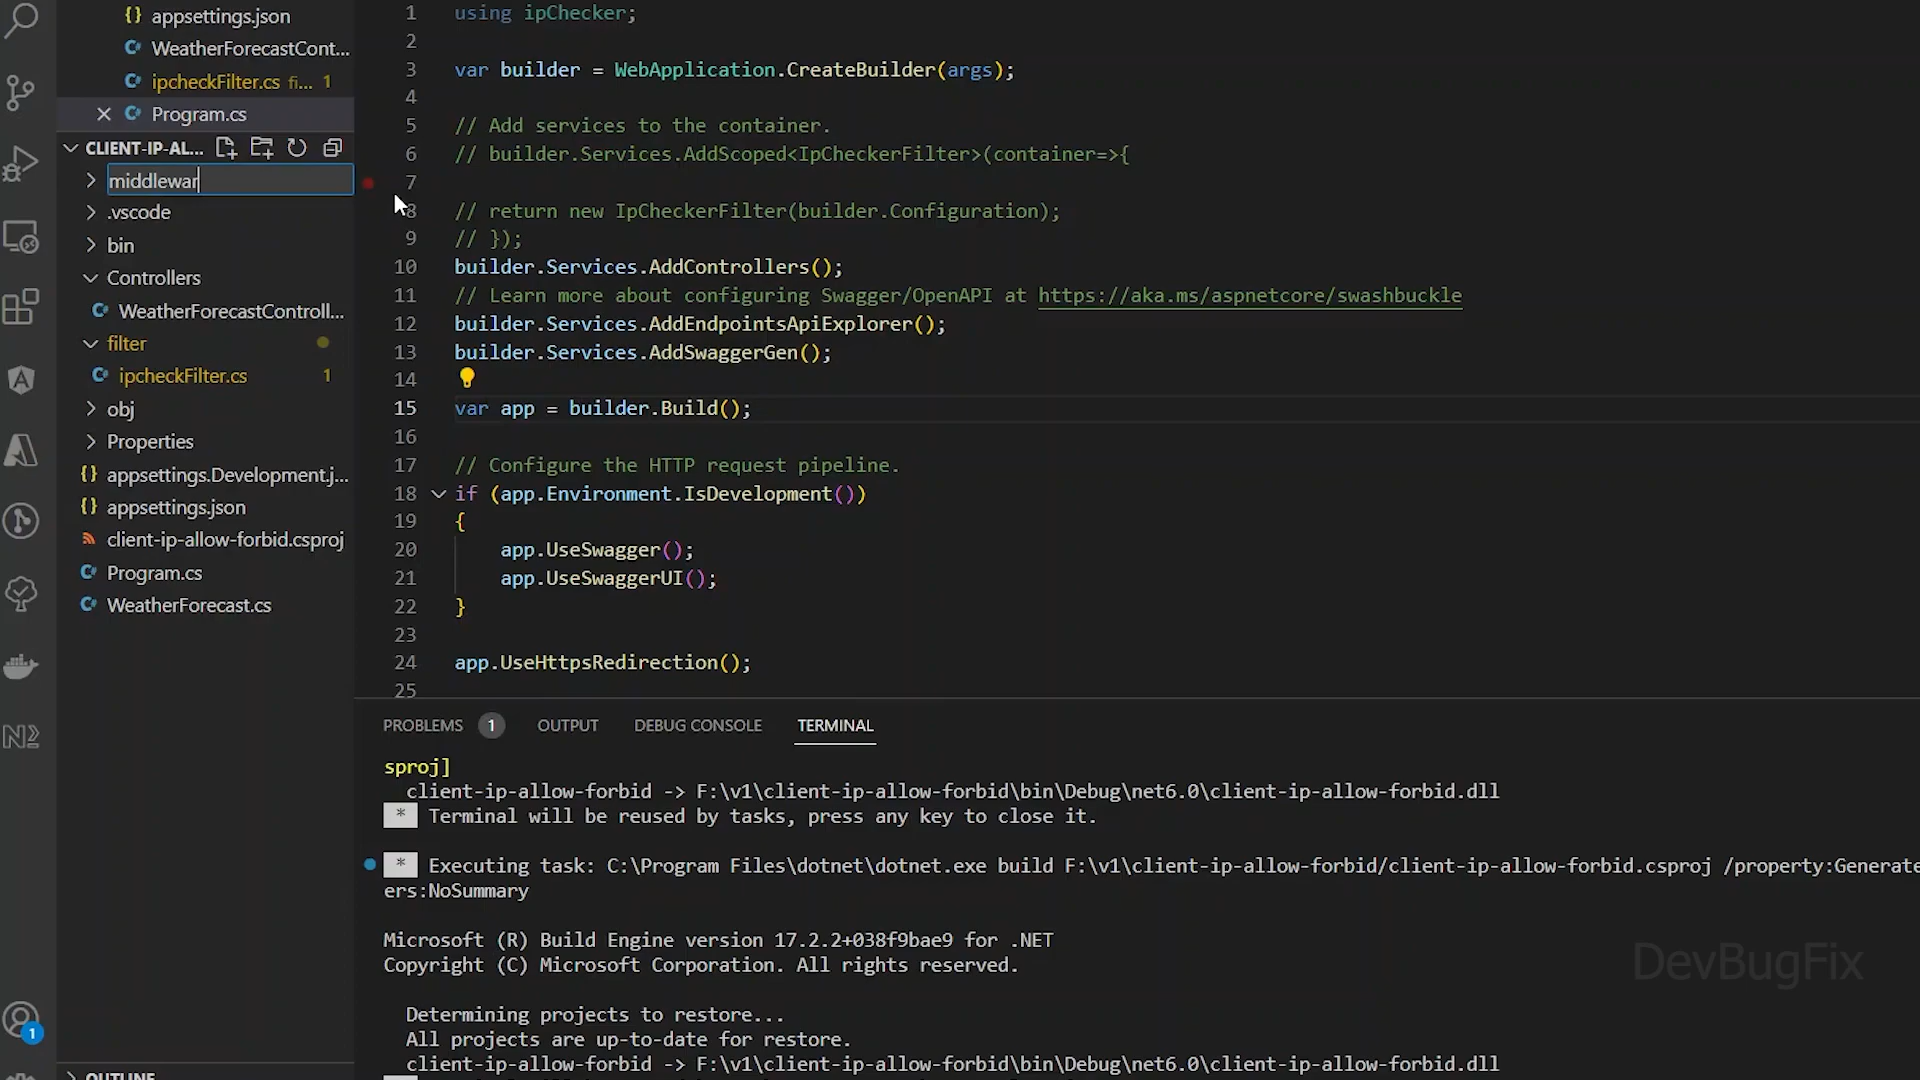 {} appsettings.json
WeatherForecastCont...
ipcheckFilter.cs fi... 1
Program.cs
CLIENT-IP-AL...
middlewar
.vscode
bin
Controllers
WeatherForecastControll...
filter
ipcheckFilter.cs 1
obj
Properties
{} appsettings.Development.j...
{} appsettings.json
client-ip-allow-forbid.csproj
Program.cs
WeatherForecast.cs
1
OUTLINE
1 using ipChecker;
2
3 var builder = WebApplication.CreateBuilder(args);
4
5 // Add services to the container.
6 // builder.Services.AddScoped<IpCheckerFilter>(container=>{
7
8 // return new IpCheckerFilter(builder.Configuration);
9 // });
10 builder.Services.AddControllers();
11 // Learn more about configuring Swagger/OpenAPI at https://aka.ms/aspnetcore/swashbuckle
12 builder.Services.AddEndpointsApiExplorer();
13 builder.Services.AddSwaggerGen();
14
15 var app = builder.Build();
16
17 // Configure the HTTP request pipeline.
18 if (app.Environment.IsDevelopment())
19 {
20 app.UseSwagger();
21 app.UseSwaggerUI();
22 }
23
24 app.UseHttpsRedirection();
25
PROBLEMS 1 OUTPUT DEBUG CONSOLE TERMINAL
sproj]
client-ip-allow-forbid -> F:\v1\client-ip-allow-forbid\bin\Debug\net6.0\client-ip-allow-forbid.dll
* Terminal will be reused by tasks, press any key to close it.
* Executing task: C:\Program Files\dotnet\dotnet.exe build F:\v1\client-ip-allow-forbid/client-ip-allow-forbid.csproj /property:Generate
ers:NoSummary
Microsoft (R) Build Engine version 17.2.2+038f9bae9 for .NET
Copyright (C) Microsoft Corporation. All rights reserved.
Determining projects to restore...
All projects are up-to-date for restore.
client-ip-allow-forbid -> F:\v1\client-ip-allow-forbid\bin\Debug\net6.0\client-ip-allow-forbid.dll
DevBugFix